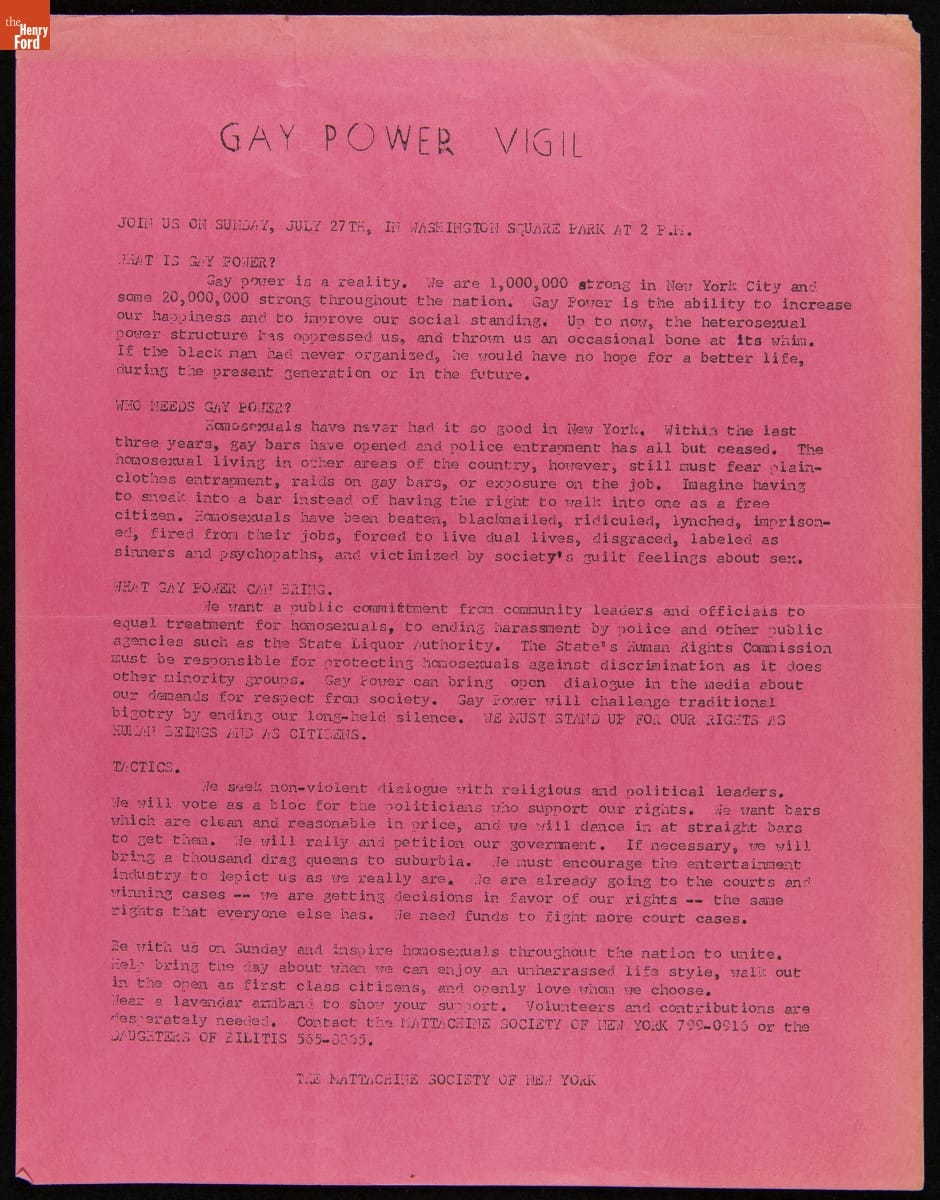 the
Henry
Ford
GAY POWER VIGIL
JOIN US ON SUNDAY, JULY 27TH, IN WASHINGTON SQUARE PARK AT 2 P.M.
WHAT IS GAY POWER?
Gay power is a reality. We are 1,000,000 strong in New York City and
some 20,000,000 strong throughout the nation. Gay Power is the ability to increase
our happiness and to improve our social standing. Up to now, the heterosexual
power structure has oppressed us, and thrown us an occasional bone at its whim.
If the black man had never organized, he would have no hope for a better life,
during the present generation or in the future.
WHO NEEDS GAY POWER?
Homosexuals have never had it so good in New York. Within the last
three years, gay bars have opened and police entrapment has all but ceased. The
homosexual living in other areas of the country, however, still must fear plain-
clothes entrapment, raids on gay bars, or exposure on the job. Imagine having
to sneak into a bar instead of having the right to walk into one as a free
citizen. Homosexuals have been beaten, blackmailed, ridiculed, lynched, imprison-
ed, fired from their jobs, forced to live dual lives, disgraced, labeled as
sinners and psychopaths, and victimized by society's guilt feelings about sex.
WHAT GAY POWER CAN BRING.
We want a public committment from community leaders and officials to
equal treatment for homosexuals, to ending harassment by police and other public
agencies such as the State Liquor Authority. The State's Human Rights Commission
must be responsible for protecting homosexuals against discrimination as it does
other minority groups. Gay Power can bring open dialogue in the media about
our demands for respect from society. Gay Power will challenge traditional
bigotry by ending our long-held silence. WE MUST STAND UP FOR OUR RIGHTS AS
HUMAN BEINGS AND AS CITIZENS.
TACTICS.
We seek non-violent dialogue with religious and political leaders.
We will vote as a bloc for the politicians who support our rights. We want bars
which are clean and reasonable in price, and we will dance in at straight bars
to get them. We will rally and petition our government. If necessary, we will
bring a thousand drag queens to suburbia. We must encourage the entertainment
industry to depict us as we really are. We are already going to the courts and
winning cases -- we are getting decisions in favor of our rights -- the same
rights that everyone else has. We need funds to fight more court cases.
Be with us on Sunday and inspire homosexuals throughout the nation to unite.
Help bring the day about when we can enjoy an unharrassed life style, walk out
in the open as first class citizens, and openly love whom we choose.
Wear a lavendar armband to show your support. Volunteers and contributions are
desperately needed. Contact the MATTACHINE SOCIETY OF NEW YORK 799-0916 or the
DAUGHTERS OF BILITIS
THE MATTACHINE SOCIETY OF NEW YORK